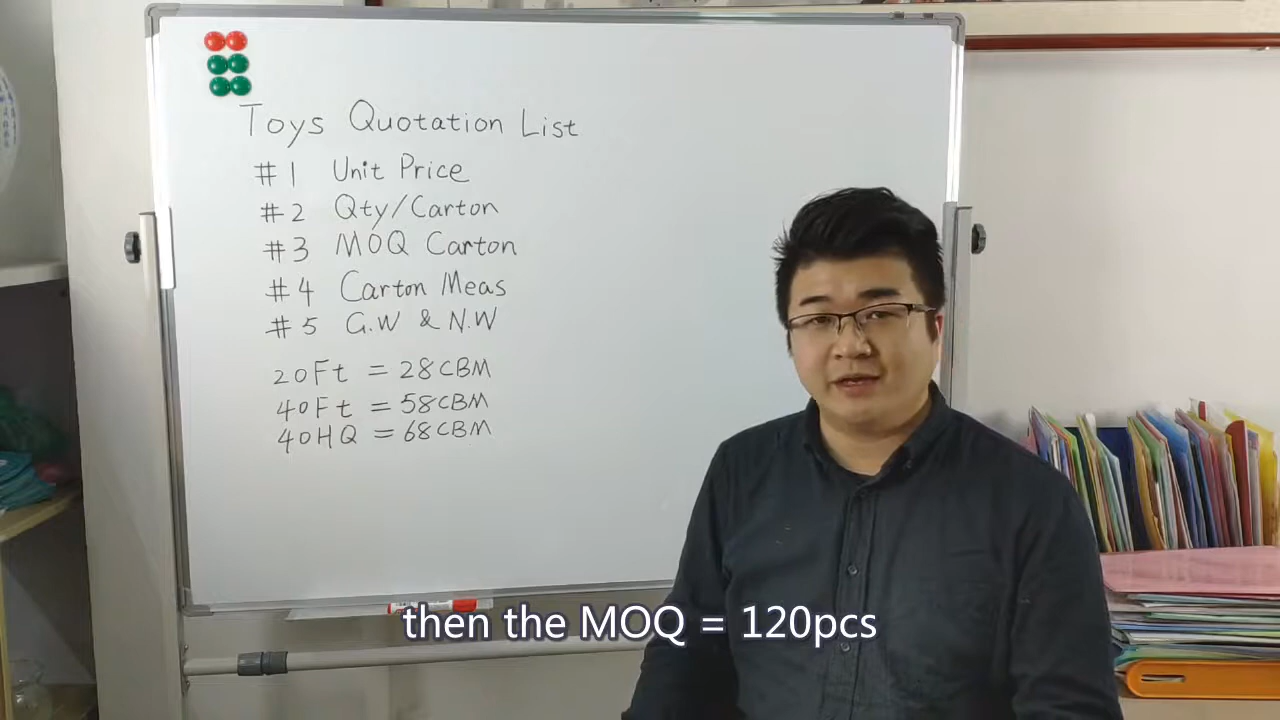 Toys Quotation List
#1 Unit Price
#2 Qty/Carton
#3 MOQ Carton
#4 Carton Meas
#5 G.W & N.W
20Ft = 28CBM
40Ft = 58CBM
40HQ = 68CBM
then the MOQ = 120pcs